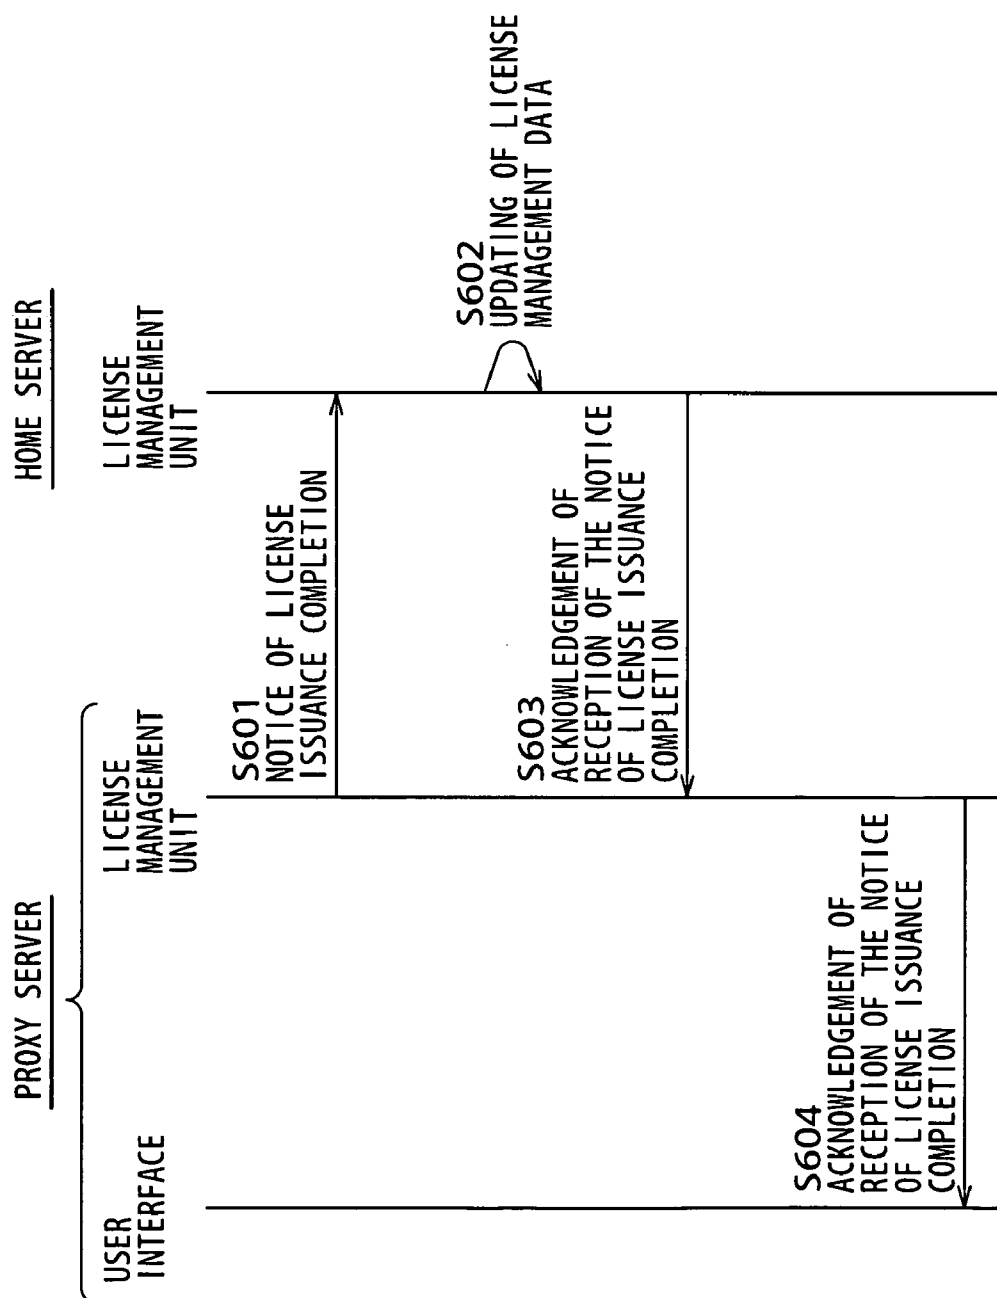 PROXY SERVER
HOME SERVER
USER
INTERFACE
LICENSE
MANAGEMENT
UNIT
LICENSE
MANAGEMENT
UNIT
S601
NOTICE OF LICENSE
ISSUANCE COMPLETION
S602
UPDATING OF LICENSE
MANAGEMENT DATA
S603
ACKNOWLEDGEMENT OF
RECEPTION OF THE NOTICE
OF LICENSE ISSUANCE
COMPLETION
S604
ACKNOWLEDGEMENT OF
RECEPTION OF THE NOTICE
OF LICENSE ISSUANCE
COMPLETION